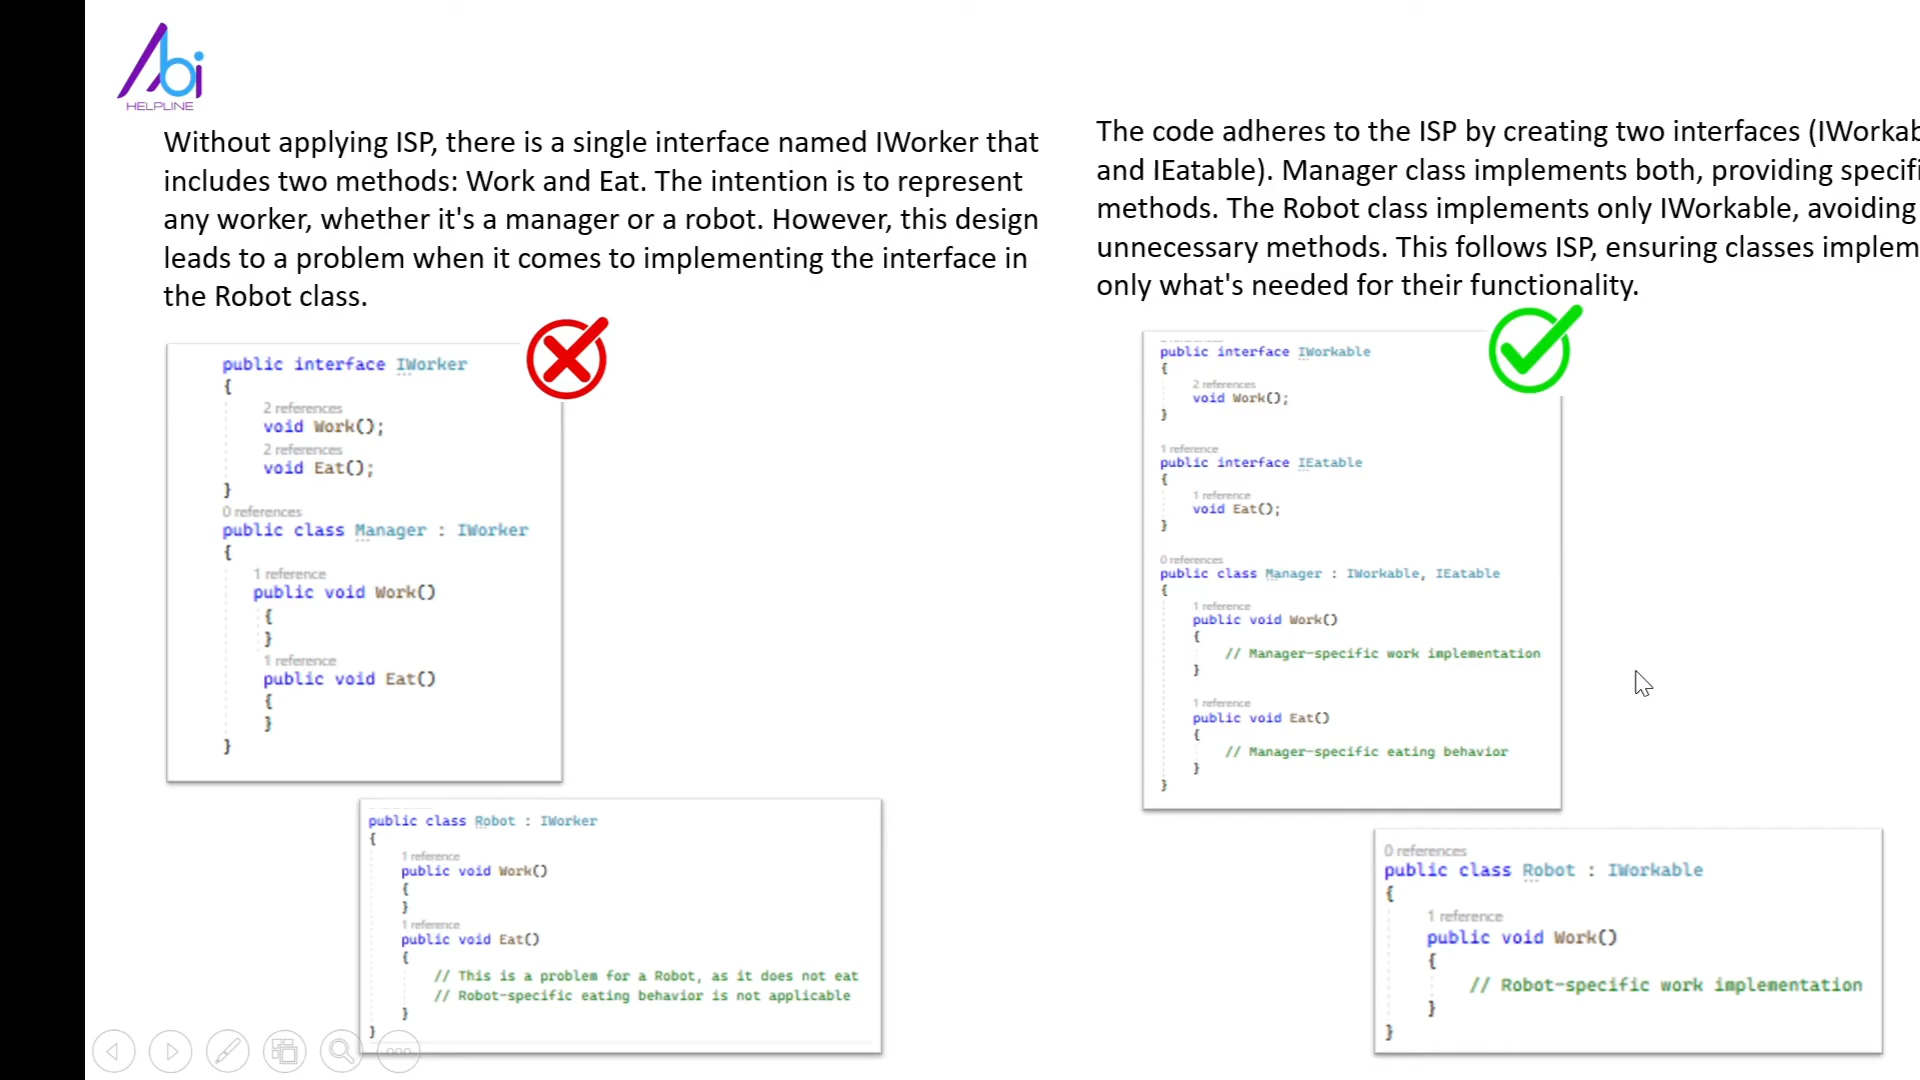 Abi
HELPLINE
Without applying ISP, there is a single interface named IWorker that
includes two methods: Work and Eat. The intention is to represent
any worker, whether it's a manager or a robot. However, this design
leads to a problem when it comes to implementing the interface in
the Robot class.
public interface IWorker
{
2 references
void Work();
2 references
void Eat();
}
0 references
public class Manager : IWorker
{
1 reference
public void Work()
{
}
1 reference
public void Eat()
{
}
}
public class Robot : IWorker
{
1 reference
public void Work()
{
}
1 reference
public void Eat()
{
// This is a problem for a Robot, as it does not eat
// Robot-specific eating behavior is not applicable
}
}
The code adheres to the ISP by creating two interfaces (IWorkab
and IEatable). Manager class implements both, providing specifi
methods. The Robot class implements only IWorkable, avoiding
unnecessary methods. This follows ISP, ensuring classes implem
only what's needed for their functionality.
public interface IWorkable
{
2 references
void Work();
}
1 reference
public interface IEatable
{
1 reference
void Eat();
}
0 references
public class Manager : IWorkable, IEatable
{
1 reference
public void Work()
{
// Manager-specific work implementation
}
1 reference
public void Eat()
{
// Manager-specific eating behavior
}
}
0 references
public class Robot : IWorkable
{
1 reference
public void Work()
{
// Robot-specific work implementation
}
}